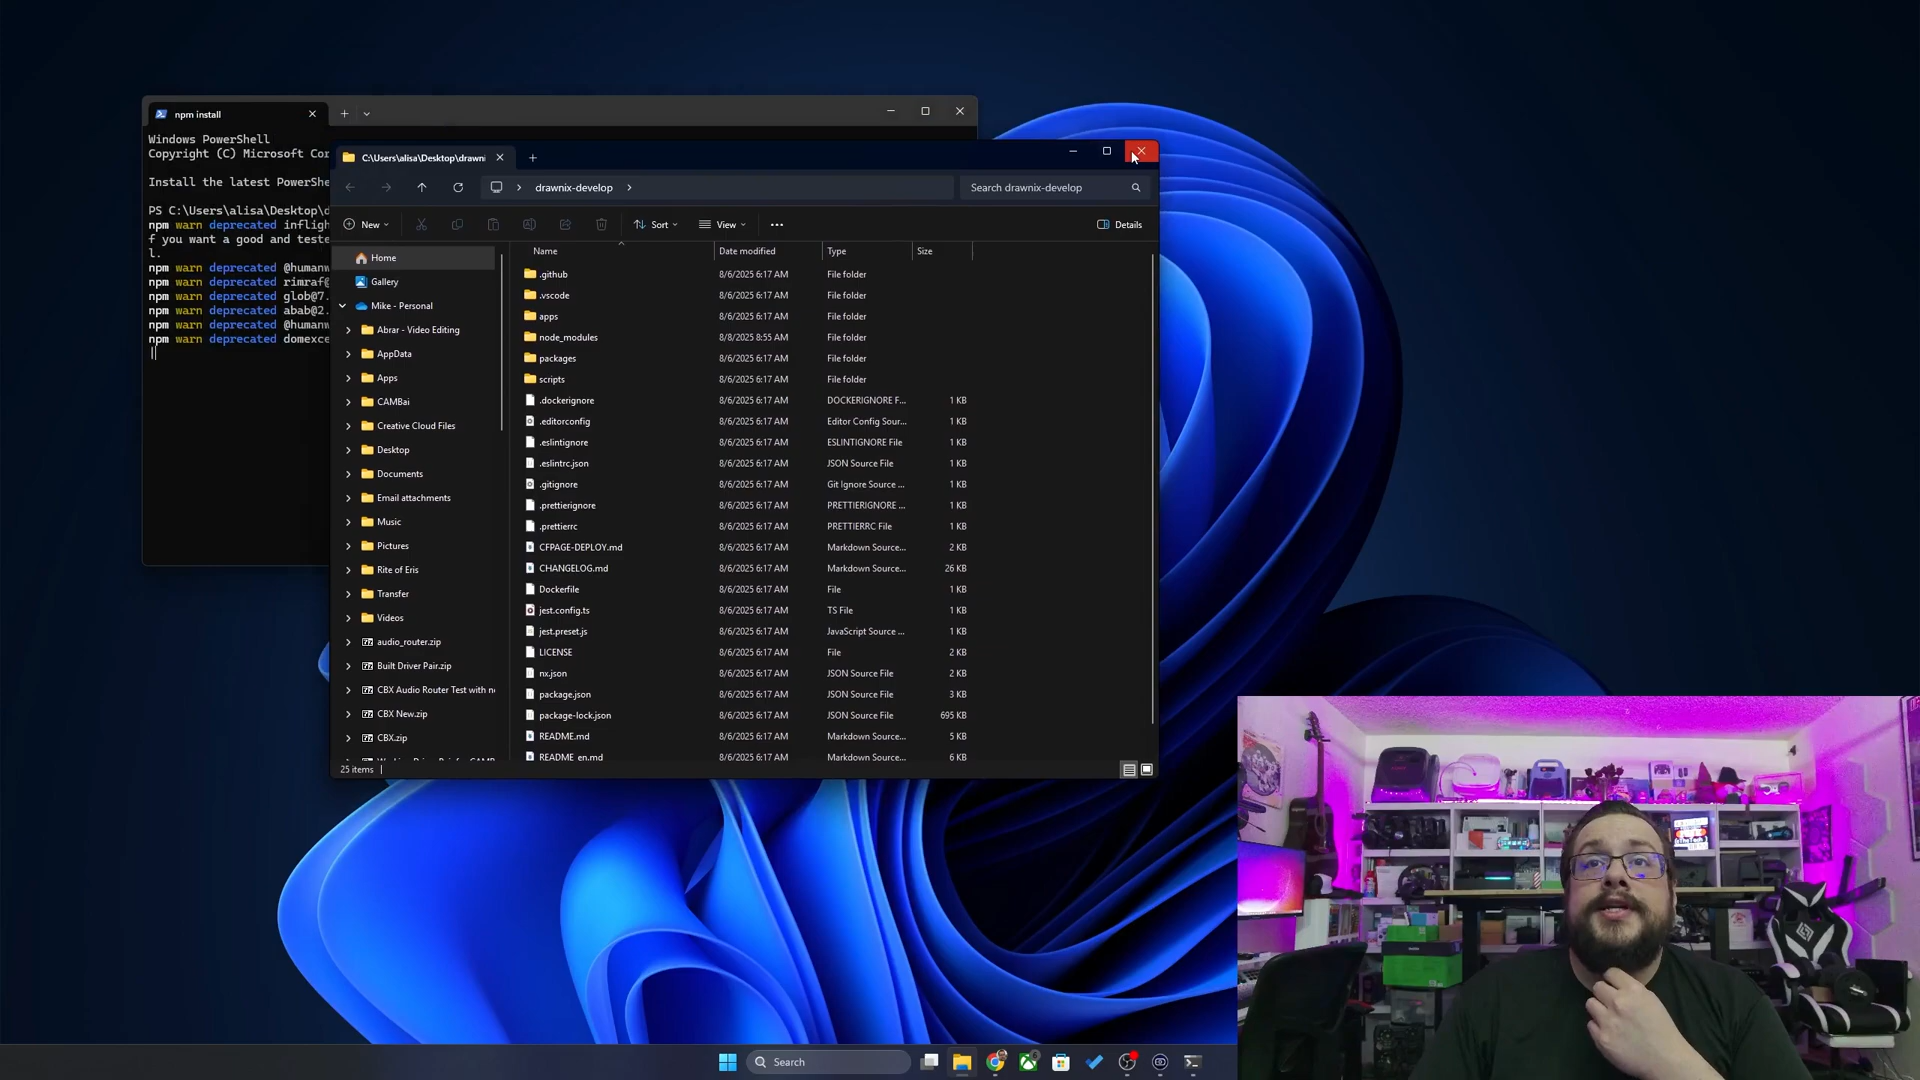 npm install
Windows PowerShell
Copyright (C) Microsoft Cor
Install the latest PowerShe
PS C:\Users\alisa\Desktop\d
npm warn deprecated infligh
f you want a good and teste
l.
npm warn deprecated @humanw
npm warn deprecated rimraf@
npm warn deprecated glob@7.
npm warn deprecated abab@2.
npm warn deprecated @humanw
npm warn deprecated domexce
C:\Users\alisa\Desktop\drawni
drawnix-develop
Search drawnix-develop
New
Sort
View
Details
Home
Gallery
Mike - Personal
Abrar - Video Editing
AppData
Apps
CAMBai
Creative Cloud Files
Desktop
Documents
Email attachments
Music
Pictures
Rite of Eris
Transfer
Videos
audio_router.zip
Built Driver Pair.zip
CBX Audio Router Test with n
CBX New.zip
CBX.zip
Name Date modified Type Size
.github 8/6/2025 6:17 AM File folder
.vscode 8/6/2025 6:17 AM File folder
apps 8/6/2025 6:17 AM File folder
node_modules 8/8/2025 8:55 AM File folder
packages 8/6/2025 6:17 AM File folder
scripts 8/6/2025 6:17 AM File folder
.dockerignore 8/6/2025 6:17 AM DOCKERIGNORE F... 1 KB
.editorconfig 8/6/2025 6:17 AM Editor Config Sour... 1 KB
.eslintignore 8/6/2025 6:17 AM ESLINTIGNORE File 1 KB
.eslintrc.json 8/6/2025 6:17 AM JSON Source File 1 KB
.gitignore 8/6/2025 6:17 AM Git Ignore Source ... 1 KB
.prettierignore 8/6/2025 6:17 AM PRETTIERIGNORE ... 1 KB
.prettierrc 8/6/2025 6:17 AM PRETTIERRC File 1 KB
CFPAGE-DEPLOY.md 8/6/2025 6:17 AM Markdown Source... 2 KB
CHANGELOG.md 8/6/2025 6:17 AM Markdown Source... 26 KB
Dockerfile 8/6/2025 6:17 AM File 1 KB
jest.config.ts 8/6/2025 6:17 AM TS File 1 KB
jest.preset.js 8/6/2025 6:17 AM JavaScript Source ... 1 KB
LICENSE 8/6/2025 6:17 AM File 2 KB
nx.json 8/6/2025 6:17 AM JSON Source File 2 KB
package.json 8/6/2025 6:17 AM JSON Source File 3 KB
package-lock.json 8/6/2025 6:17 AM JSON Source File 695 KB
README.md 8/6/2025 6:17 AM Markdown Source... 5 KB
README_en.md 8/6/2025 6:17 AM Markdown Source... 6 KB
25 items
Search